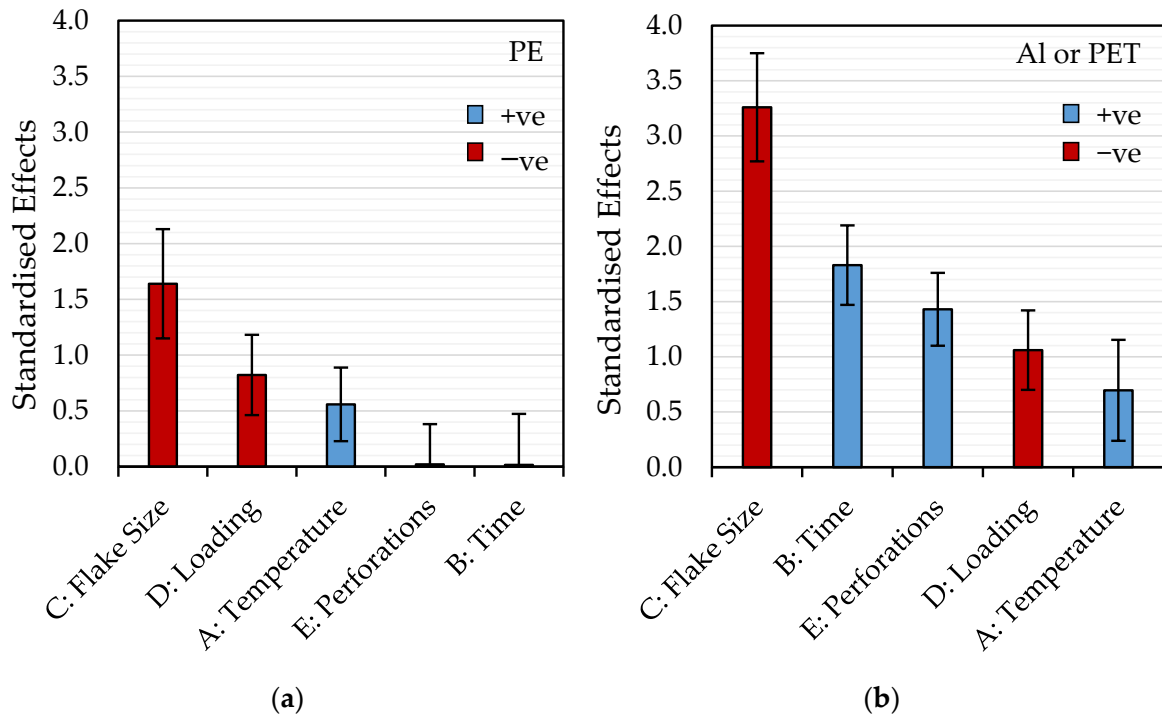 4.0
3.5
3.0
2.5
2.0
1.5
1.0
0.5
0.0
Standardised Effects
PE
+ve
−ve
C: Flake Size
D: Loading
A: Temperature
E: Perforations
B: Time
(a)
4.0
3.5
3.0
2.5
2.0
1.5
1.0
0.5
0.0
Standardised Effects
Al or PET
+ve
−ve
C: Flake Size
B: Time
E: Perforations
D: Loading
A: Temperature
(b)